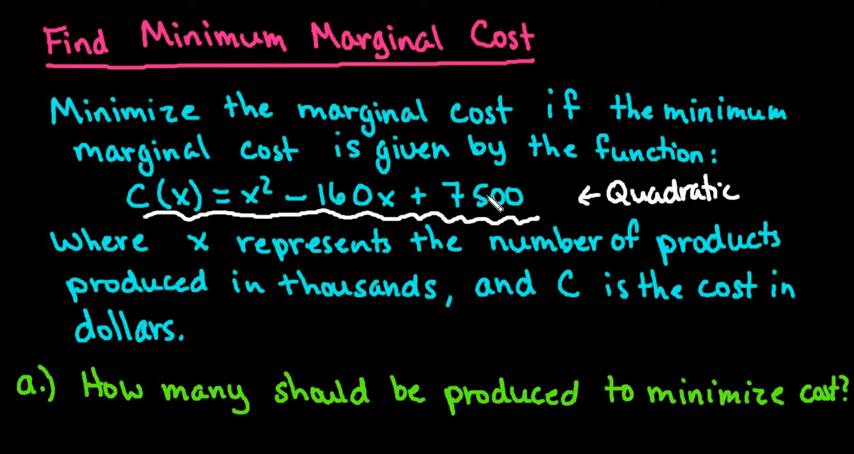 Find Minimum Marginal Cost
Minimize the marginal cost if the minimum
marginal cost is given by the function:
C(x) = x² - 160x + 7500 ← Quadratic
Where x represents the number of products
produced in thousands, and C is the cost in
dollars.
a.) How many should be produced to minimize cost?